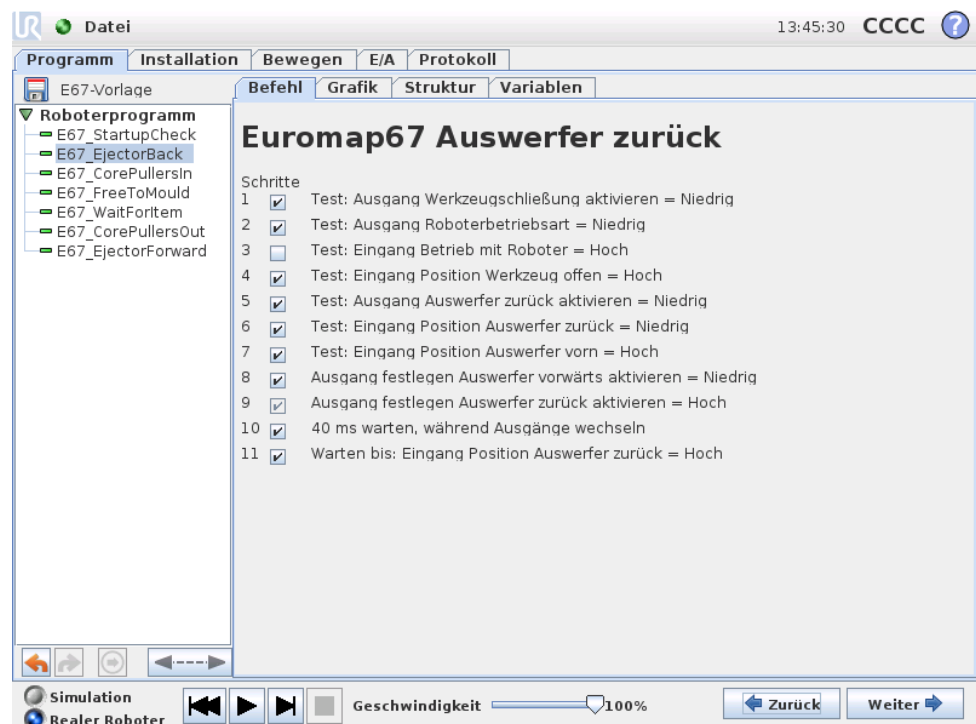 UR Datei 13:45:30 CCCC ?
Programm Installation Bewegen E/A Protokoll
E67-Vorlage
Befehl Grafik Struktur Variablen
Roboterprogramm
E67_StartupCheck
E67_EjectorBack
E67_CorePullersIn
E67_FreeToMould
E67_WaitForItem
E67_CorePullersOut
E67_EjectorForward
Euromap67 Auswerfer zurück
Schritte
1 Test: Ausgang Werkzeugschließung aktivieren = Niedrig
2 Test: Ausgang Roboterbetriebsart = Niedrig
3 Test: Eingang Betrieb mit Roboter = Hoch
4 Test: Eingang Position Werkzeug offen = Hoch
5 Test: Ausgang Auswerfer zurück aktivieren = Niedrig
6 Test: Eingang Position Auswerfer zurück = Niedrig
7 Test: Eingang Position Auswerfer vorn = Hoch
8 Ausgang festlegen Auswerfer vorwärts aktivieren = Niedrig
9 Ausgang festlegen Auswerfer zurück aktivieren = Hoch
10 40 ms warten, während Ausgänge wechseln
11 Warten bis: Eingang Position Auswerfer zurück = Hoch
Simulation
Realer Roboter
Geschwindigkeit 100%
Zurück Weiter